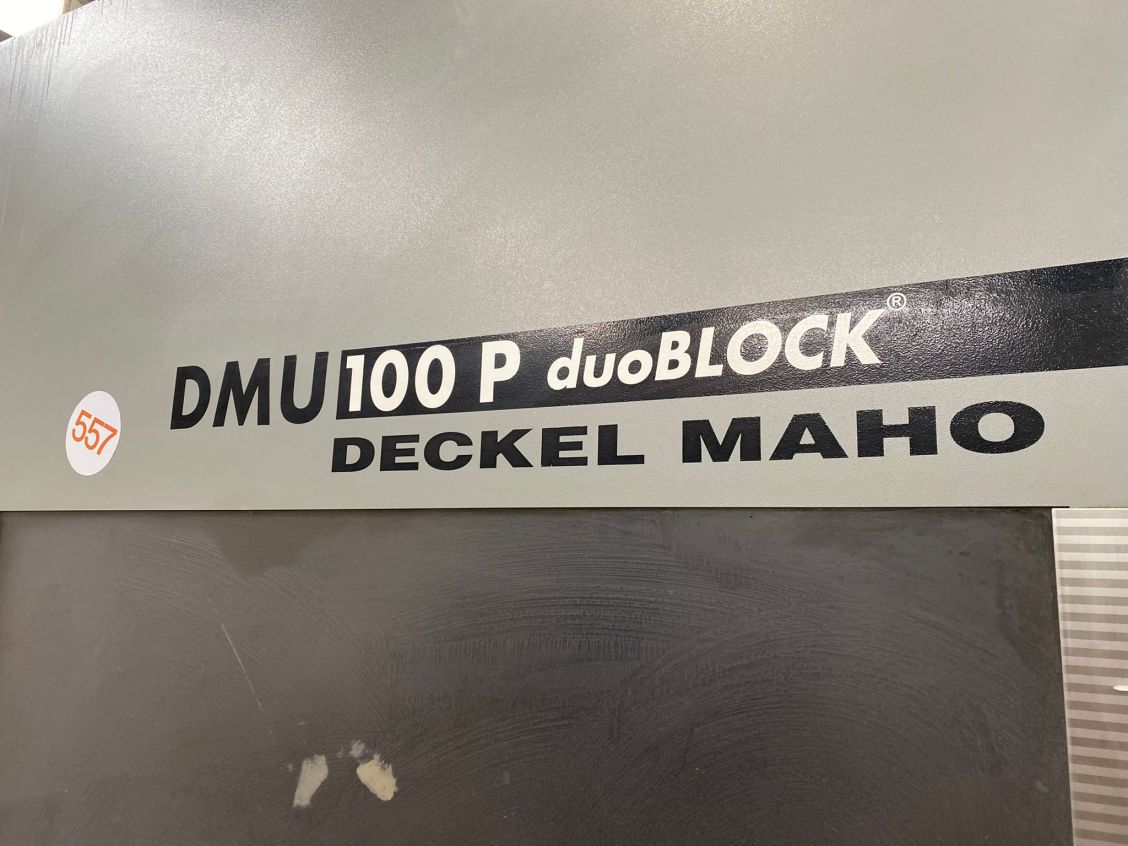 DMU 100 P duoBLOCK®
DECKEL MAHO
557